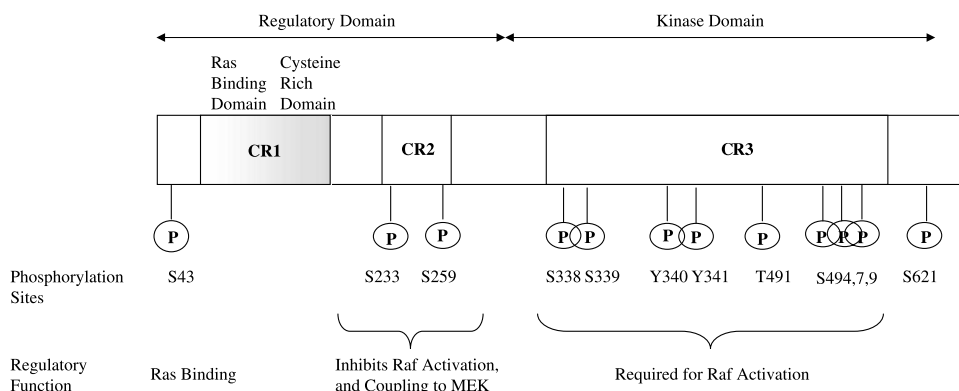 Regulatory Domain Kinase Domain
Ras Cysteine
Binding Rich
Domain Domain
CR1 CR2 CR3
P P P P P P P P P P P P
Phosphorylation S43 S233 S259 S338 S339 Y340 Y341 T491 S494,7,9 S621
Sites
Regulatory Ras Binding Inhibits Raf Activation, Required for Raf Activation
Function and Coupling to MEK